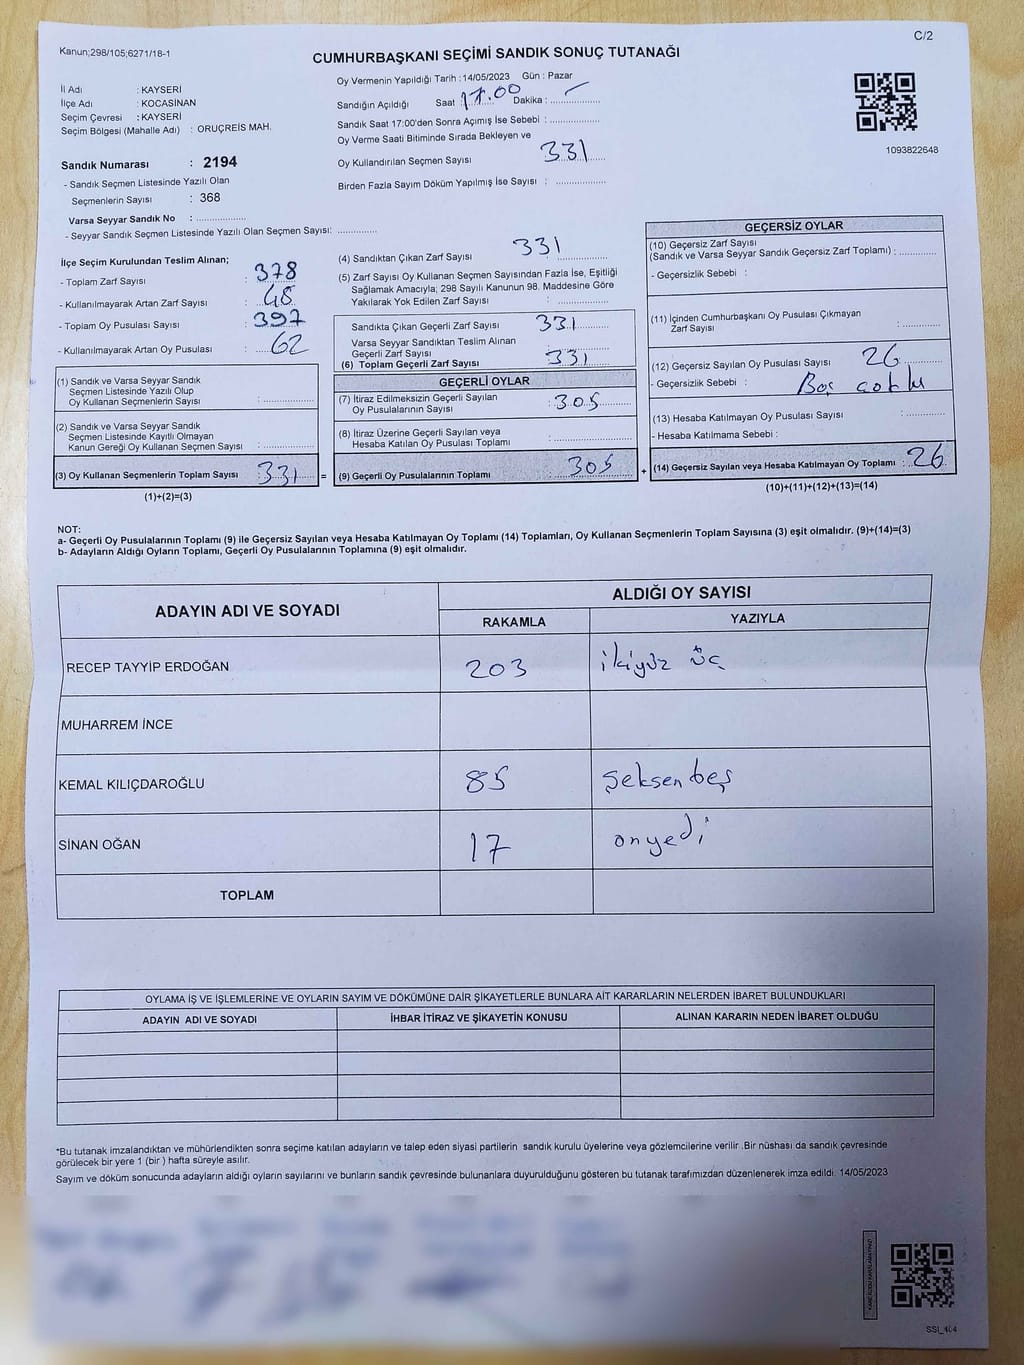 C/2
Kanun;298/105;6271/18-1
CUMHURBAŞKANI SEÇİMİ SANDIK SONUÇ TUTANAĞI
İl Adı : KAYSERİ
İlçe Adı : KOCASİNAN
Seçim Çevresi : KAYSERİ
Seçim Bölgesi (Mahalle Adı) : ORUÇREİS MAH.
Sandık Numarası : 2194
- Sandık Seçmen Listesinde Yazılı Olan
Seçmenlerin Sayısı : 368
Varsa Seyyar Sandık No : ..................
- Seyyar Sandık Seçmen Listesinde Yazılı Olan Seçmen Sayısı: .............
Oy Vermenin Yapıldığı Tarih :14/05/2023 Gün : Pazar
Sandığın Açıldığı Saat : 17.00 Dakika : ..................
Sandık Saat 17:00'den Sonra Açımış İse Sebebi : ..................
Oy Verme Saati Bitiminde Sırada Bekleyen ve
Oy Kullandırılan Seçmen Sayısı 331
Birden Fazla Sayım Döküm Yapılmış İse Sayısı : ..................
1093822648
İlçe Seçim Kurulundan Teslim Alınan;
- Toplam Zarf Sayısı : 378
- Kullanılmayarak Artan Zarf Sayısı : 48
- Toplam Oy Pusulası Sayısı : 397
- Kullanılmayarak Artan Oy Pusulası : 62
(1) Sandık ve Varsa Seyyar Sandık
Seçmen Listesinde Yazılı Olup
Oy Kullanan Seçmenlerin Sayısı : ..................
(2) Sandık ve Varsa Seyyar Sandık
Seçmen Listesinde Kayıtlı Olmayan
Kanun Gereği Oy Kullanan Seçmen Sayısı : ..................
(3) Oy Kullanan Seçmenlerin Toplam Sayısı : 331 =
(1)+(2)=(3)
(4) Sandıktan Çıkan Zarf Sayısı : 331
(5) Zarf Sayısı Oy Kullanan Seçmen Sayısından Fazla İse, Eşitliği
Sağlamak Amacıyla; 298 Sayılı Kanunun 98. Maddesine Göre
Yakılarak Yok Edilen Zarf Sayısı : ..................
Sandıkta Çıkan Geçerli Zarf Sayısı : 331
Varsa Seyyar Sandıktan Teslim Alınan
Geçerli Zarf Sayısı :
(6) Toplam Geçerli Zarf Sayısı 331
GEÇERLİ OYLAR
(7) İtiraz Edilmeksizin Geçerli Sayılan
Oy Pusulalarının Sayısı : 305
(8) İtiraz Üzerine Geçerli Sayılan veya
Hesaba Katılan Oy Pusulası Toplamı : ..................
(9) Geçerli Oy Pusulalarının Toplamı : 305 +
GEÇERSİZ OYLAR
(10) Geçersiz Zarf Sayısı
(Sandık ve Varsa Seyyar Sandık Geçersiz Zarf Toplamı) : .............
- Geçersizlik Sebebi :
(11) İçinden Cumhurbaşkanı Oy Pusulası Çıkmayan
Zarf Sayısı : .............
(12) Geçersiz Sayılan Oy Pusulası Sayısı : 26
- Geçersizlik Sebebi : Boş
(13) Hesaba Katılmayan Oy Pusulası Sayısı : .............
- Hesaba Katılmama Sebebi :
(14) Geçersiz Sayılan veya Hesaba Katılmayan Oy Toplamı : 26
(10)+(11)+(12)+(13)=(14)
NOT:
a- Geçerli Oy Pusulalarının Toplamı (9) ile Geçersiz Sayılan veya Hesaba Katılmayan Oy Toplamı (14) Toplamları, Oy Kullanan Seçmenlerin Toplam Sayısına (3) eşit olmalıdır. (9)+(14)=(3)
b- Adayların Aldığı Oyların Toplamı, Geçerli Oy Pusulalarının Toplamına (9) eşit olmalıdır.
ADAYIN ADI VE SOYADI ALDIĞI OY SAYISI
RAKAMLA YAZIYLA
RECEP TAYYİP ERDOĞAN 203 ikiyüz üç
MUHARREM İNCE
KEMAL KILIÇDAROĞLU 85 Seksen beş
SİNAN OĞAN 17 onyedi
TOPLAM
OYLAMA İŞ VE İŞLEMLERİNE VE OYLARIN SAYIM VE DÖKÜMÜNE DAİR ŞİKAYETLERLE BUNLARA AİT KARARLARIN NELERDEN İBARET BULUNDUKLARI
ADAYIN ADI VE SOYADI İHBAR İTİRAZ VE ŞİKAYETİN KONUSU ALINAN KARARIN NEDEN İBARET OLDUĞU
*Bu tutanak imzalandıktan ve mühürlendikten sonra seçime katılan adayların ve talep eden siyasi partilerin sandık kurulu üyelerine veya gözlemcilerine verilir .Bir nüshası da sandık çevresinde
görülecek bir yere 1 (bir ) hafta süreyle asılır.
Sayım ve döküm sonucunda adayların aldığı oyların sayılarını ve bunların sandık çevresinde bulunanlara duyurulduğunu gösteren bu tutanak tarafımızdan düzenlenerek imza edildi. 14/05/2023
SSI_404